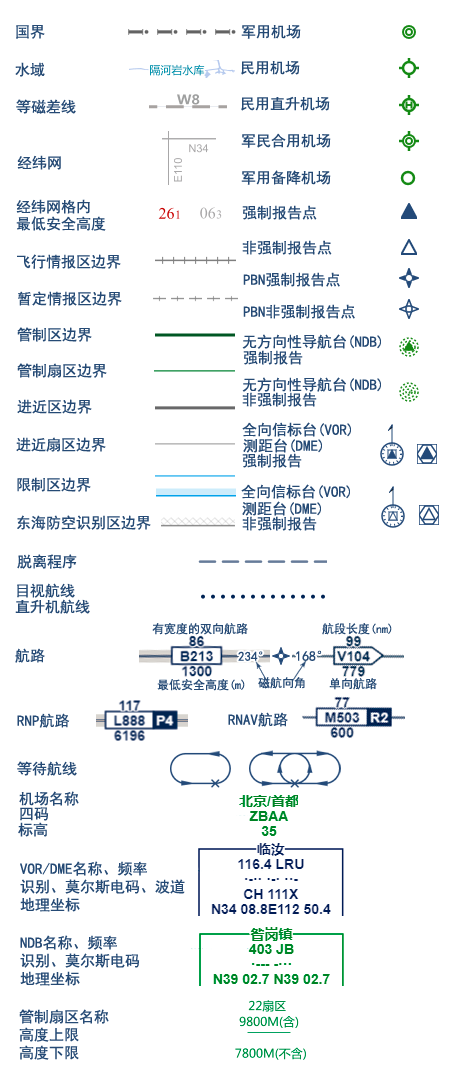 国界
军用机场
水域
隔河岩水库
民用机场
等磁差线
W8
民用直升机场
经纬网
N34
E110
军民合用机场
军用备降机场
经纬网格内
最低安全高度
261
063
强制报告点
非强制报告点
飞行情报区边界
PBN强制报告点
暂定情报区边界
PBN非强制报告点
管制区边界
无方向性导航台(NDB)
强制报告
管制扇区边界
无方向性导航台(NDB)
非强制报告
进近区边界
进近扇区边界
全向信标台(VOR)
测距台(DME)
强制报告
限制区边界
全向信标台(VOR)
测距台(DME)
非强制报告
东海防空识别区边界
脱离程序
目视航线
直升机航线
航路
有宽度的双向航路
86
B213
1300
最低安全高度(m)
234°
168°
磁航向角
航段长度(nm)
99
V104
779
单向航路
RNP航路
117
L888 P4
6196
RNAV航路
77
M503 R2
600
等待航线
机场名称
四码
标高
北京/首都
ZBAA
35
VOR/DME名称、频率
识别、莫尔斯电码、波道
地理坐标
临汝
116.4 LRU
CH 111X
N34 08.8E112 50.4
NDB名称、频率
识别、莫尔斯电码
地理坐标
昝岗镇
403 JB
N39 02.7 N39 02.7
管制扇区名称
高度上限
高度下限
22扇区
9800M(含)
7800M(不含)